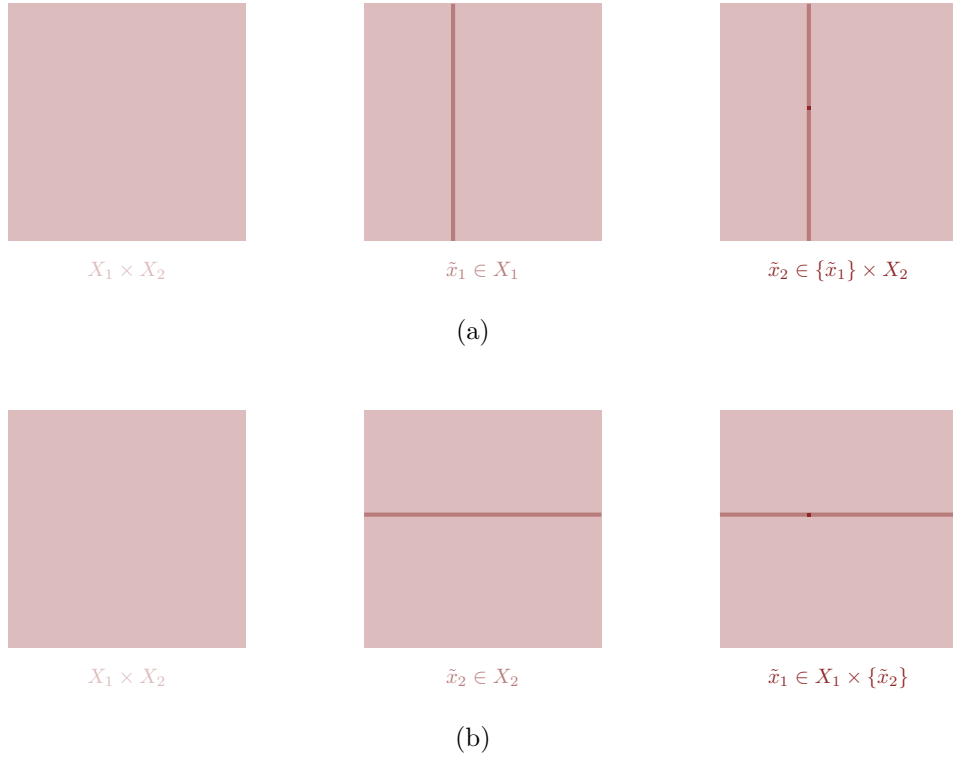 X₁ × X₂
x̃₁ ∈ X₁
x̃₂ ∈ {x̃₁} × X₂
(a)
X₁ × X₂
x̃₂ ∈ X₂
x̃₁ ∈ X₁ × {x̃₂}
(b)